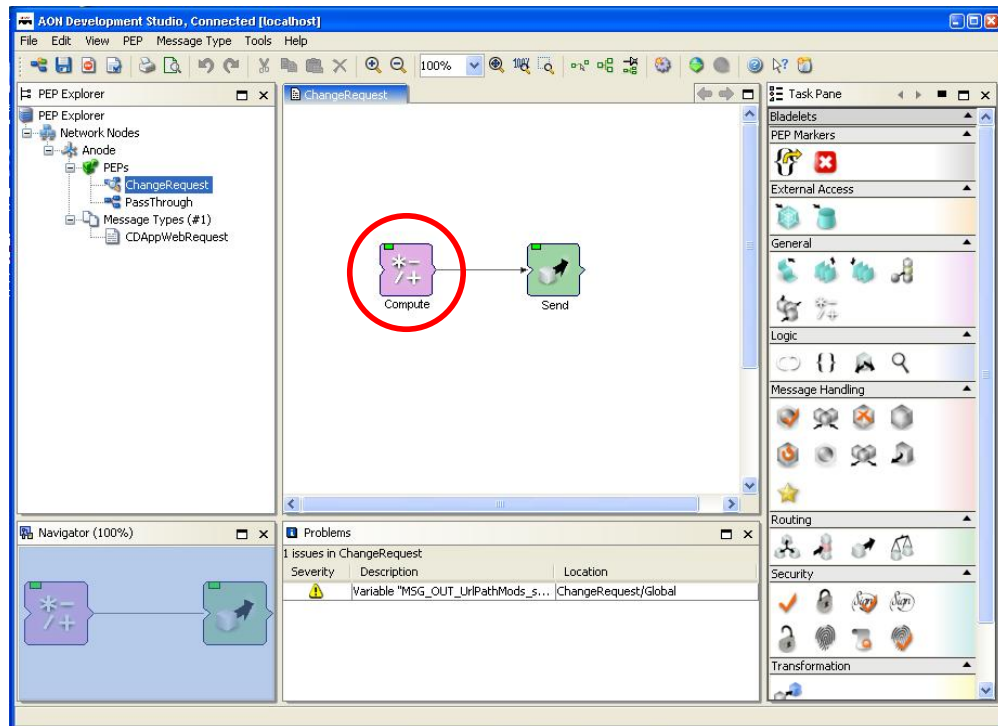 AON Development Studio, Connected [localhost]
File Edit View PEP Message Type Tools Help
100%
PEP Explorer
PEP Explorer
Network Nodes
Anode
PEPs
ChangeRequest
PassThrough
Message Types (#1)
CDAppWebRequest
ChangeRequest
Compute
Send
Task Pane
Bladelets
PEP Markers
External Access
General
Logic
Message Handling
Routing
Security
Transformation
Navigator (100%)
Problems
1 issues in ChangeRequest
Severity Description Location
Variable "MSG_OUT_UrlPathMods_s... ChangeRequest/Global